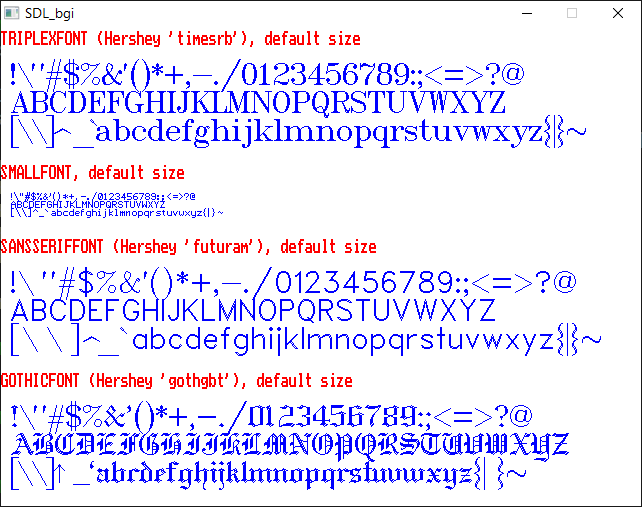 SDL_bgi
TRIPLEXFONT (Hershey 'timesrb'), default size
!\"#$%&'()*+,-./0123456789:;<=>?@
ABCDEFGHIJKLMNOPQRSTUVWXYZ
[\\]^_`abcdefghijklmnopqrstuvwxyz{|}~
SMALLFONT, default size
!\"#$%&'()*+,-./0123456789:;<=>?@
ABCDEFGHIJKLMNOPQRSTUVWXYZ
[\\]^_`abcdefghijklmnopqrstuvwxyz{|}~
SANSSERIFFONT (Hershey 'futuram'), default size
!\"#$%&'()*+,-./0123456789:;<=>?@
ABCDEFGHIJKLMNOPQRSTUVWXYZ
[\\]^_`abcdefghijklmnopqrstuvwxyz{|}~
GOTHICFONT (Hershey 'gothgbt'), default size
!\"#$%&'()*+,-./0123456789:;<=>?@
ABCDEFGHIJKLMNOPQRSTUVWXYZ
[\\]↑_‘abcdefghijklmnopqrstuvwxyz{|}~